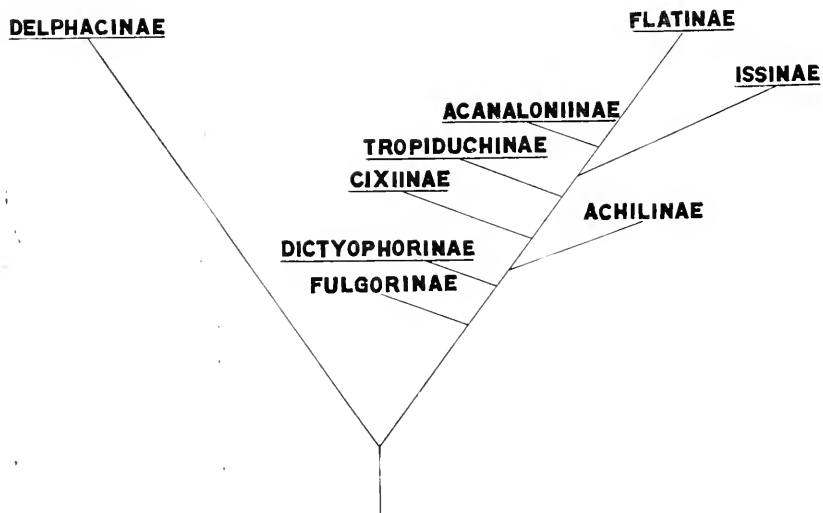 FLATINAE
DELPHACINAE
ISSINAE
ACANALONIINAE
TROPIDUCHINAE
CIXIINAE
ACHILINAE
DICTYOPHORINAE
FULGORINAE